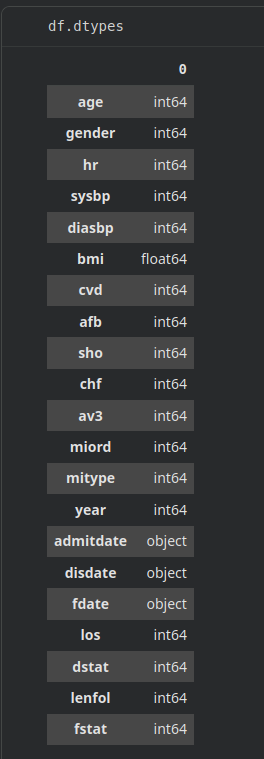 df.dtypes
0
age int64
gender int64
hr int64
sysbp int64
diasbp int64
bmi float64
cvd int64
afb int64
sho int64
chf int64
av3 int64
miord int64
mitype int64
year int64
admitdate object
disdate object
fdate object
los int64
dstat int64
lenfol int64
fstat int64